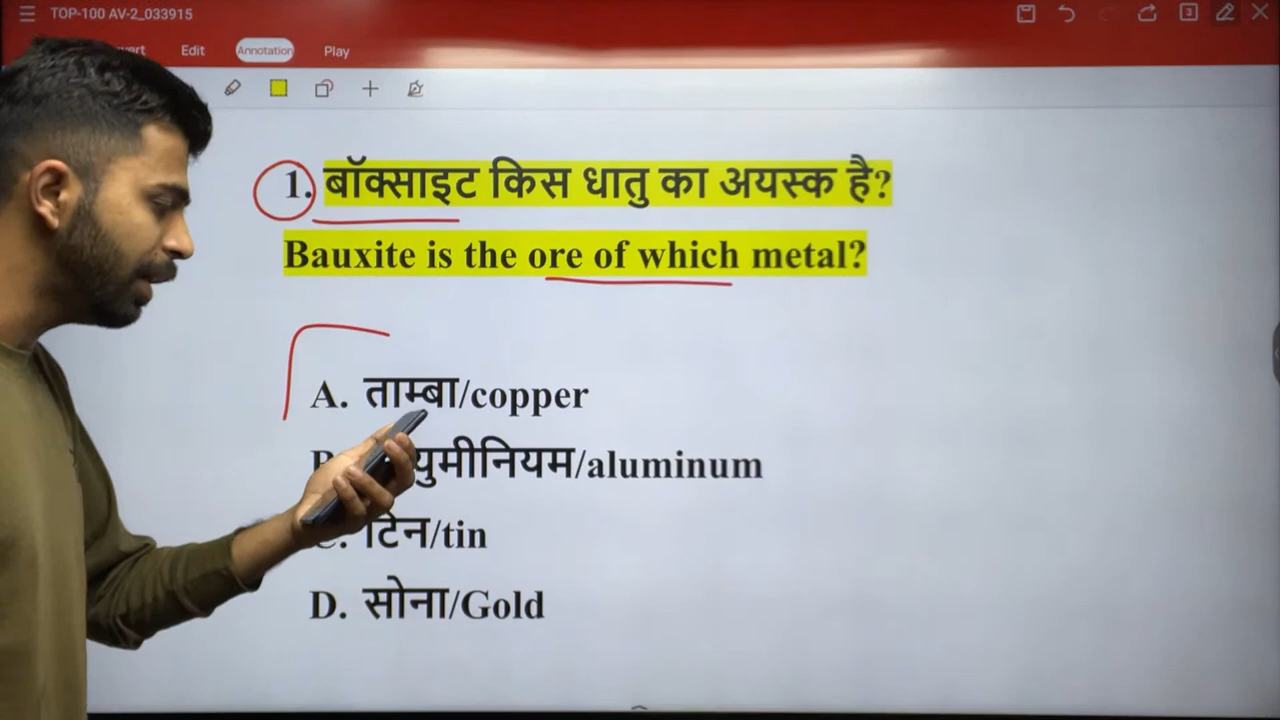 TOP-100 AV-2_033915
Edit Annotation Play
3
1. बॉक्साइट किस धातु का अयस्क है?
Bauxite is the ore of which metal?
A. ताम्बा/copper
युमीनियम/aluminum
C. टिन/tin
D. सोना/Gold